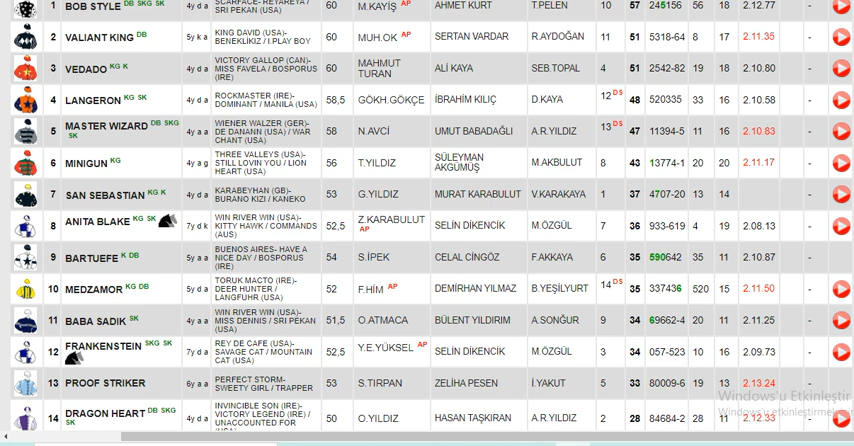 1 BOB STYLE DB SKG SK 4y d a SCARFACE- REYAREYA / SRI PEKAN (USA) 60 M.KAYİŞ AP AHMET KURT T.PELEN 10 57 245156 56 18 2.12.77 -
2 VALIANT KING DB 5y k a KING DAVID (USA)- BENEKLİKIZ / I.PLAY BOY 60 MUH.OK AP SERTAN VARDAR R.AYDOĞAN 11 51 5318-64 8 17 2.11.35 -
3 VEDADO KG K 4y d a VICTORY GALLOP (CAN)- MISS FAVELA / BOSPORUS (IRE) 60 MAHMUT TURAN ALİ KAYA SEB.TOPAL 4 51 2542-82 19 18 2.10.80 -
4 LANGERON KG SK 4y d a ROCKMASTER (IRE)- DOMINANT / MANILA (USA) 58,5 GÖKH.GÖKÇE İBRAHİM KILIÇ D.KAYA 12 DS 48 520335 33 16 2.10.58 -
5 MASTER WIZARD DB SKG SK 4y a a WIENER WALZER (GER)- DE DANANN (USA) / WAR CHANT (USA) 58 N.AVCİ UMUT BABADAĞLI A.R.YILDIZ 13 DS 47 11394-5 11 16 2.10.83 -
6 MINIGUN KG 4y a g THREE VALLEYS (USA)- STILL LOVIN YOU / LION HEART (USA) 56 T.YILDIZ SÜLEYMAN AKGÜMÜŞ M.AKBULUT 8 43 13774-1 20 20 2.11.17 -
7 SAN SEBASTIAN KG K 4y d a KARABEYHAN (GB)- BURANO KIZI / KANEKO 53 G.YILDIZ MURAT KARABULUT V.KARAKAYA 1 37 4707-20 13 14 -
8 ANITA BLAKE KG SK 7y d k WIN RIVER WIN (USA)- KITTY HAWK / COMMANDS (AUS) 52,5 Z.KARABULUT AP SELİN DİKENCİK M.ÖZGÜL 7 36 933-619 4 19 2.08.13 -
9 BARTUEFE K DB 5y a a BUENOS AIRES- HAVE A NICE DAY / BOSPORUS (IRE) 54 S.İPEK CELAL CİNGÖZ F.AKKAYA 6 35 590642 35 11 2.10.87 -
10 MEDZAMOR KG DB 5y d a TORUK MACTO (IRE)- DEER HUNTER / LANGFUHR (USA) 52 F.HİM AP DEMİRHAN YILMAZ B.YEŞİLYURT 14 DS 35 337436 520 15 2.11.50 -
11 BABA SADIK SK 4y a a WIN RIVER WIN (USA)- MISS DENNIS / SRI PEKAN (USA) 51,5 O.ATMACA BÜLENT YILDIRIM A.SONĞUR 9 34 69662-4 20 11 2.11.25 -
12 FRANKENSTEIN SKG SK 7y d a REY DE CAFE (USA)- SAVAGE CAT / MOUNTAIN CAT (USA) 52,5 Y.E.YÜKSEL AP SELİN DİKENCİK M.ÖZGÜL 3 34 057-523 10 16 2.09.73 -
13 PROOF STRIKER 6y a a PERFECT STORM- SWEETY GIRL / TRAPPER 53 S.TIRPAN ZELİHA PESEN İ.YAKUT 5 33 80009-6 19 13 2.13.24 -
14 DRAGON HEART DB SKG SK 4y d a INVINCIBLE SON (IRE)- VICTORY LEGEND (IRE) / UNACCOUNTED FOR (USA) 50 O.YILDIZ HASAN TAŞKIRAN A.R.YILDIZ 2 28 84684-2 28 11 2.12.33 -
Windows'u Etkinleştir
Windows'u etkinleştirmek